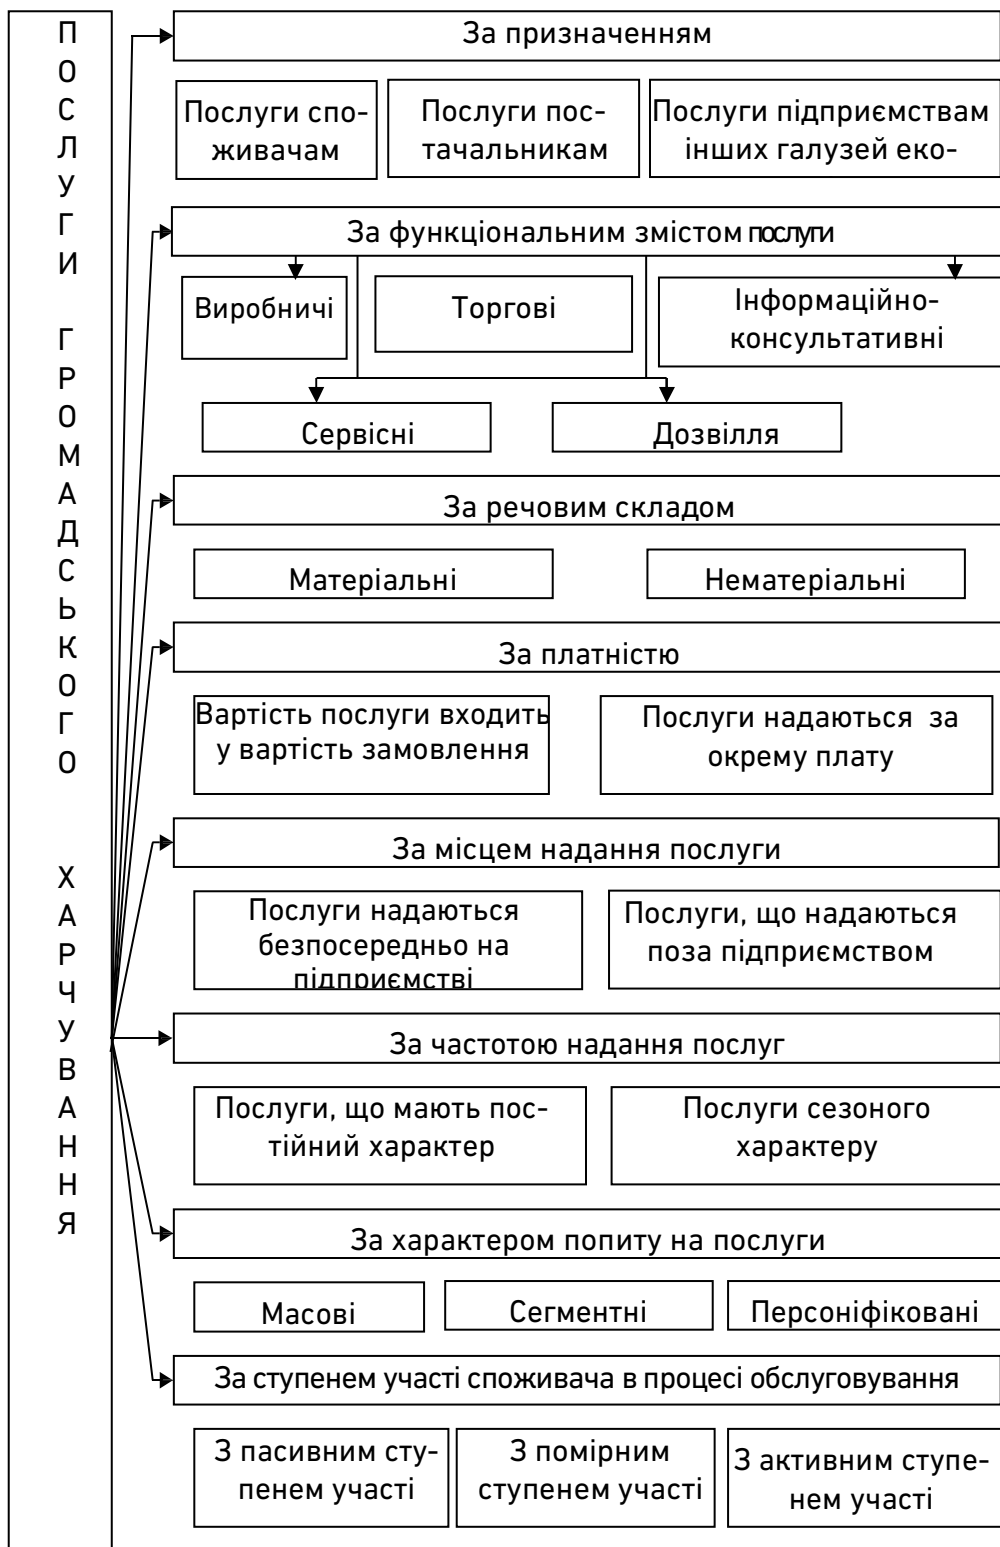 ПОСЛУГИ ГРОМАДСЬКОГО ХАРЧУВАННЯ
За призначенням
Послуги спо-
живачам
Послуги пос-
тачальникам
Послуги підприємствам
інших галузей еко-
За функціональним змістом послуги
Виробничі
Торгові
Інформаційно-
консультативні
Сервісні
Дозвілля
За речовим складом
Матеріальні
Нематеріальні
За платністю
Вартість послуги входить
у вартість замовлення
Послуги надаються за
окрему плату
За місцем надання послуги
Послуги надаються
безпосередньо на
підприємстві
Послуги, що надаються
поза підприємством
За частотою надання послуг
Послуги, що мають пос-
тійний характер
Послуги сезоного
характеру
За характером попиту на послуги
Масові
Сегментні
Персоніфіковані
За ступенем участі споживача в процесі обслуговування
З пасивним сту-
пенем участі
З помірним
ступенем участі
З активним ступе-
нем участі